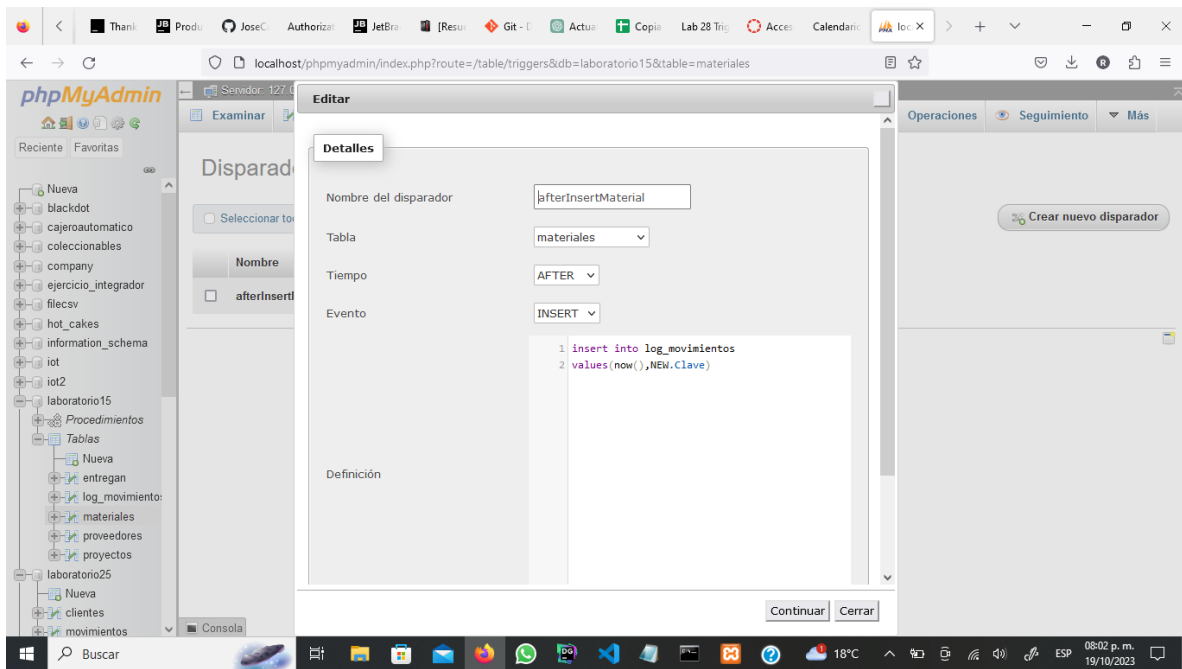 Thank
Produ
JoseC
Authorizat
JetBra
[Resu
Git - D
Actua
Copia
Lab 28 Trig
Acces
Calendario
loc
localhost/phpmyadmin/index.php?route=/table/triggers&db=laboratorio15&table=materiales
phpMyAdmin
Reciente Favoritas
Nueva
blackdot
cajeroautomatico
coleccionables
company
ejercicio_integrador
filecsv
hot_cakes
information_schema
iot
iot2
laboratorio15
Procedimientos
Tablas
Nueva
entregan
log_movimiento
materiales
proveedores
proyectos
laboratorio25
Nueva
clientes
movimientos
Servidor: 127.0
Examinar
Operaciones
Seguimiento
Más
Disparad
Seleccionar to
Crear nuevo disparador
Nombre
afterInsert
Editar
Detalles
Nombre del disparador
afterInsertMaterial
Tabla
materiales
Tiempo
AFTER
Evento
INSERT
Definición
1 insert into log_movimientos
2 values(now(),NEW.Clave)
Continuar
Cerrar
Consola
Buscar
18°C
ESP
08:02 p. m.
19/10/2023